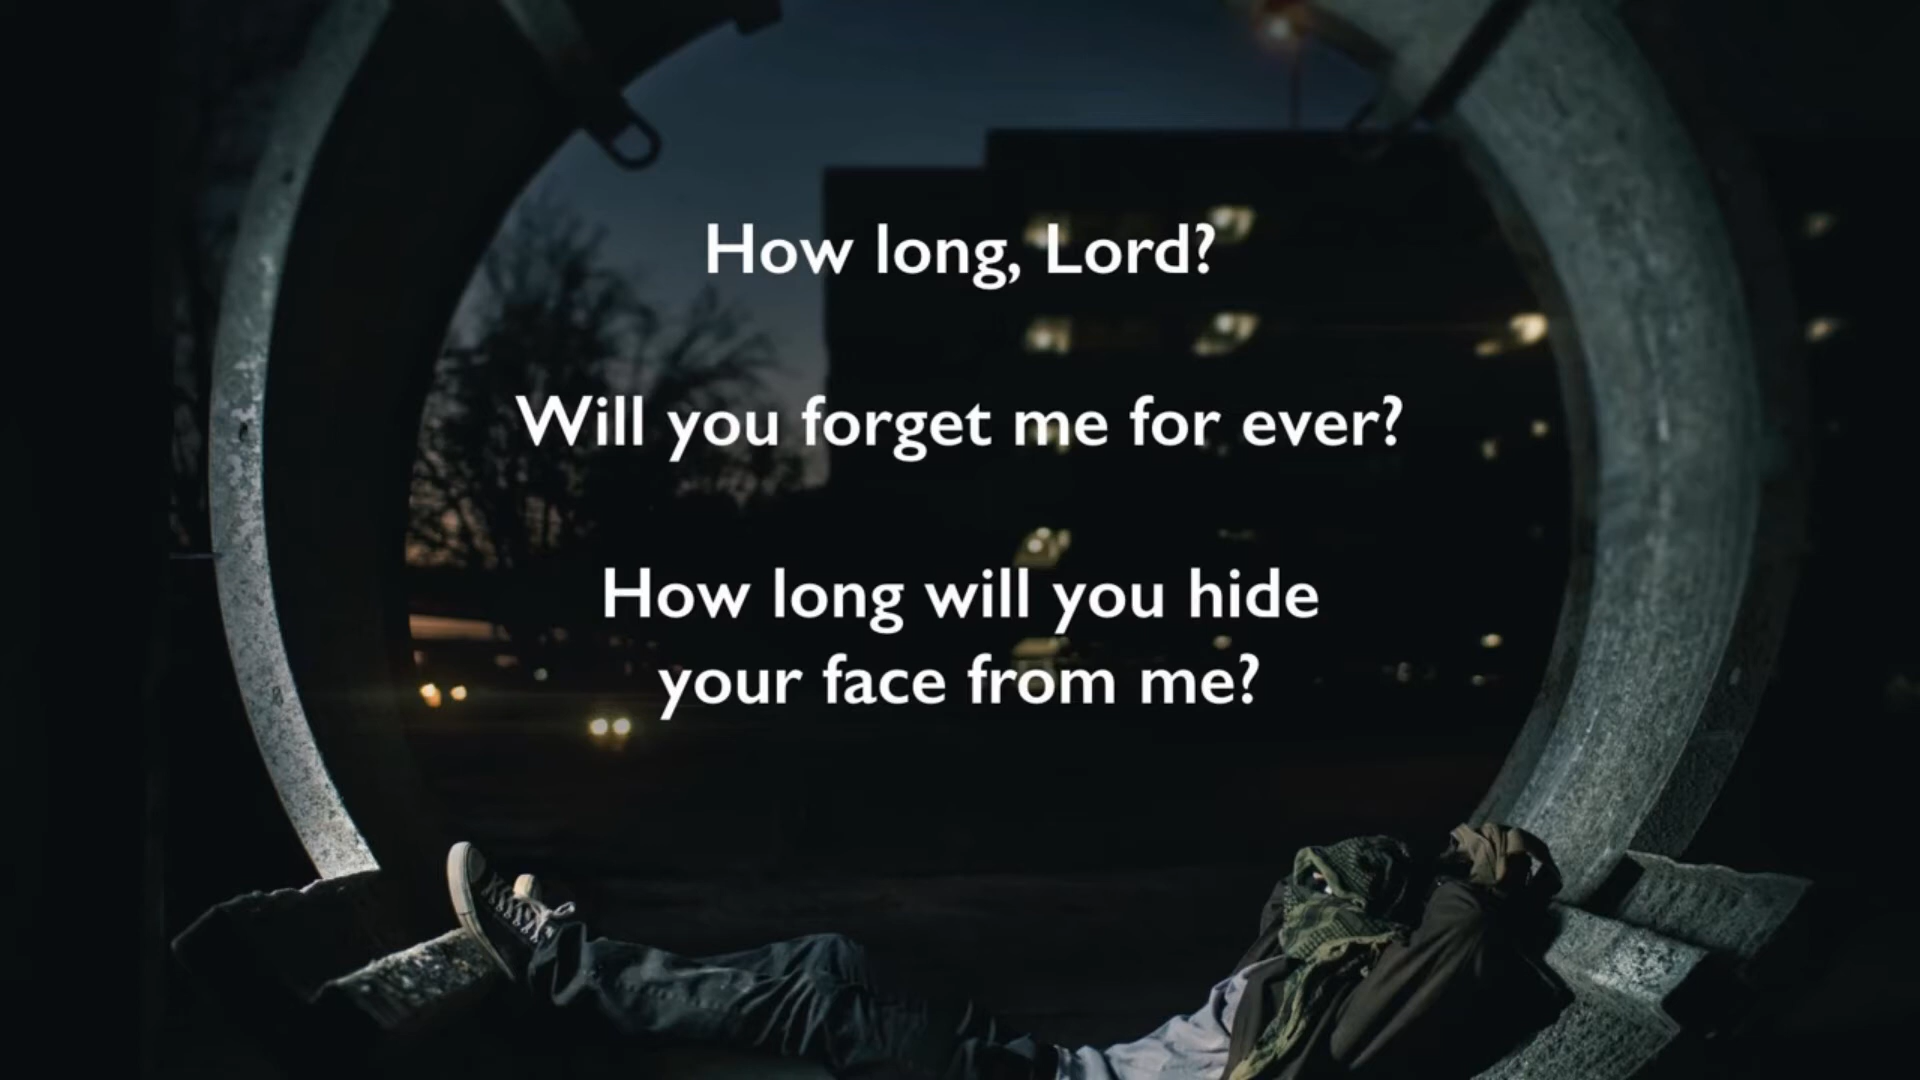 How long, Lord?
Will you forget me for ever?
How long will you hide
your face from me?